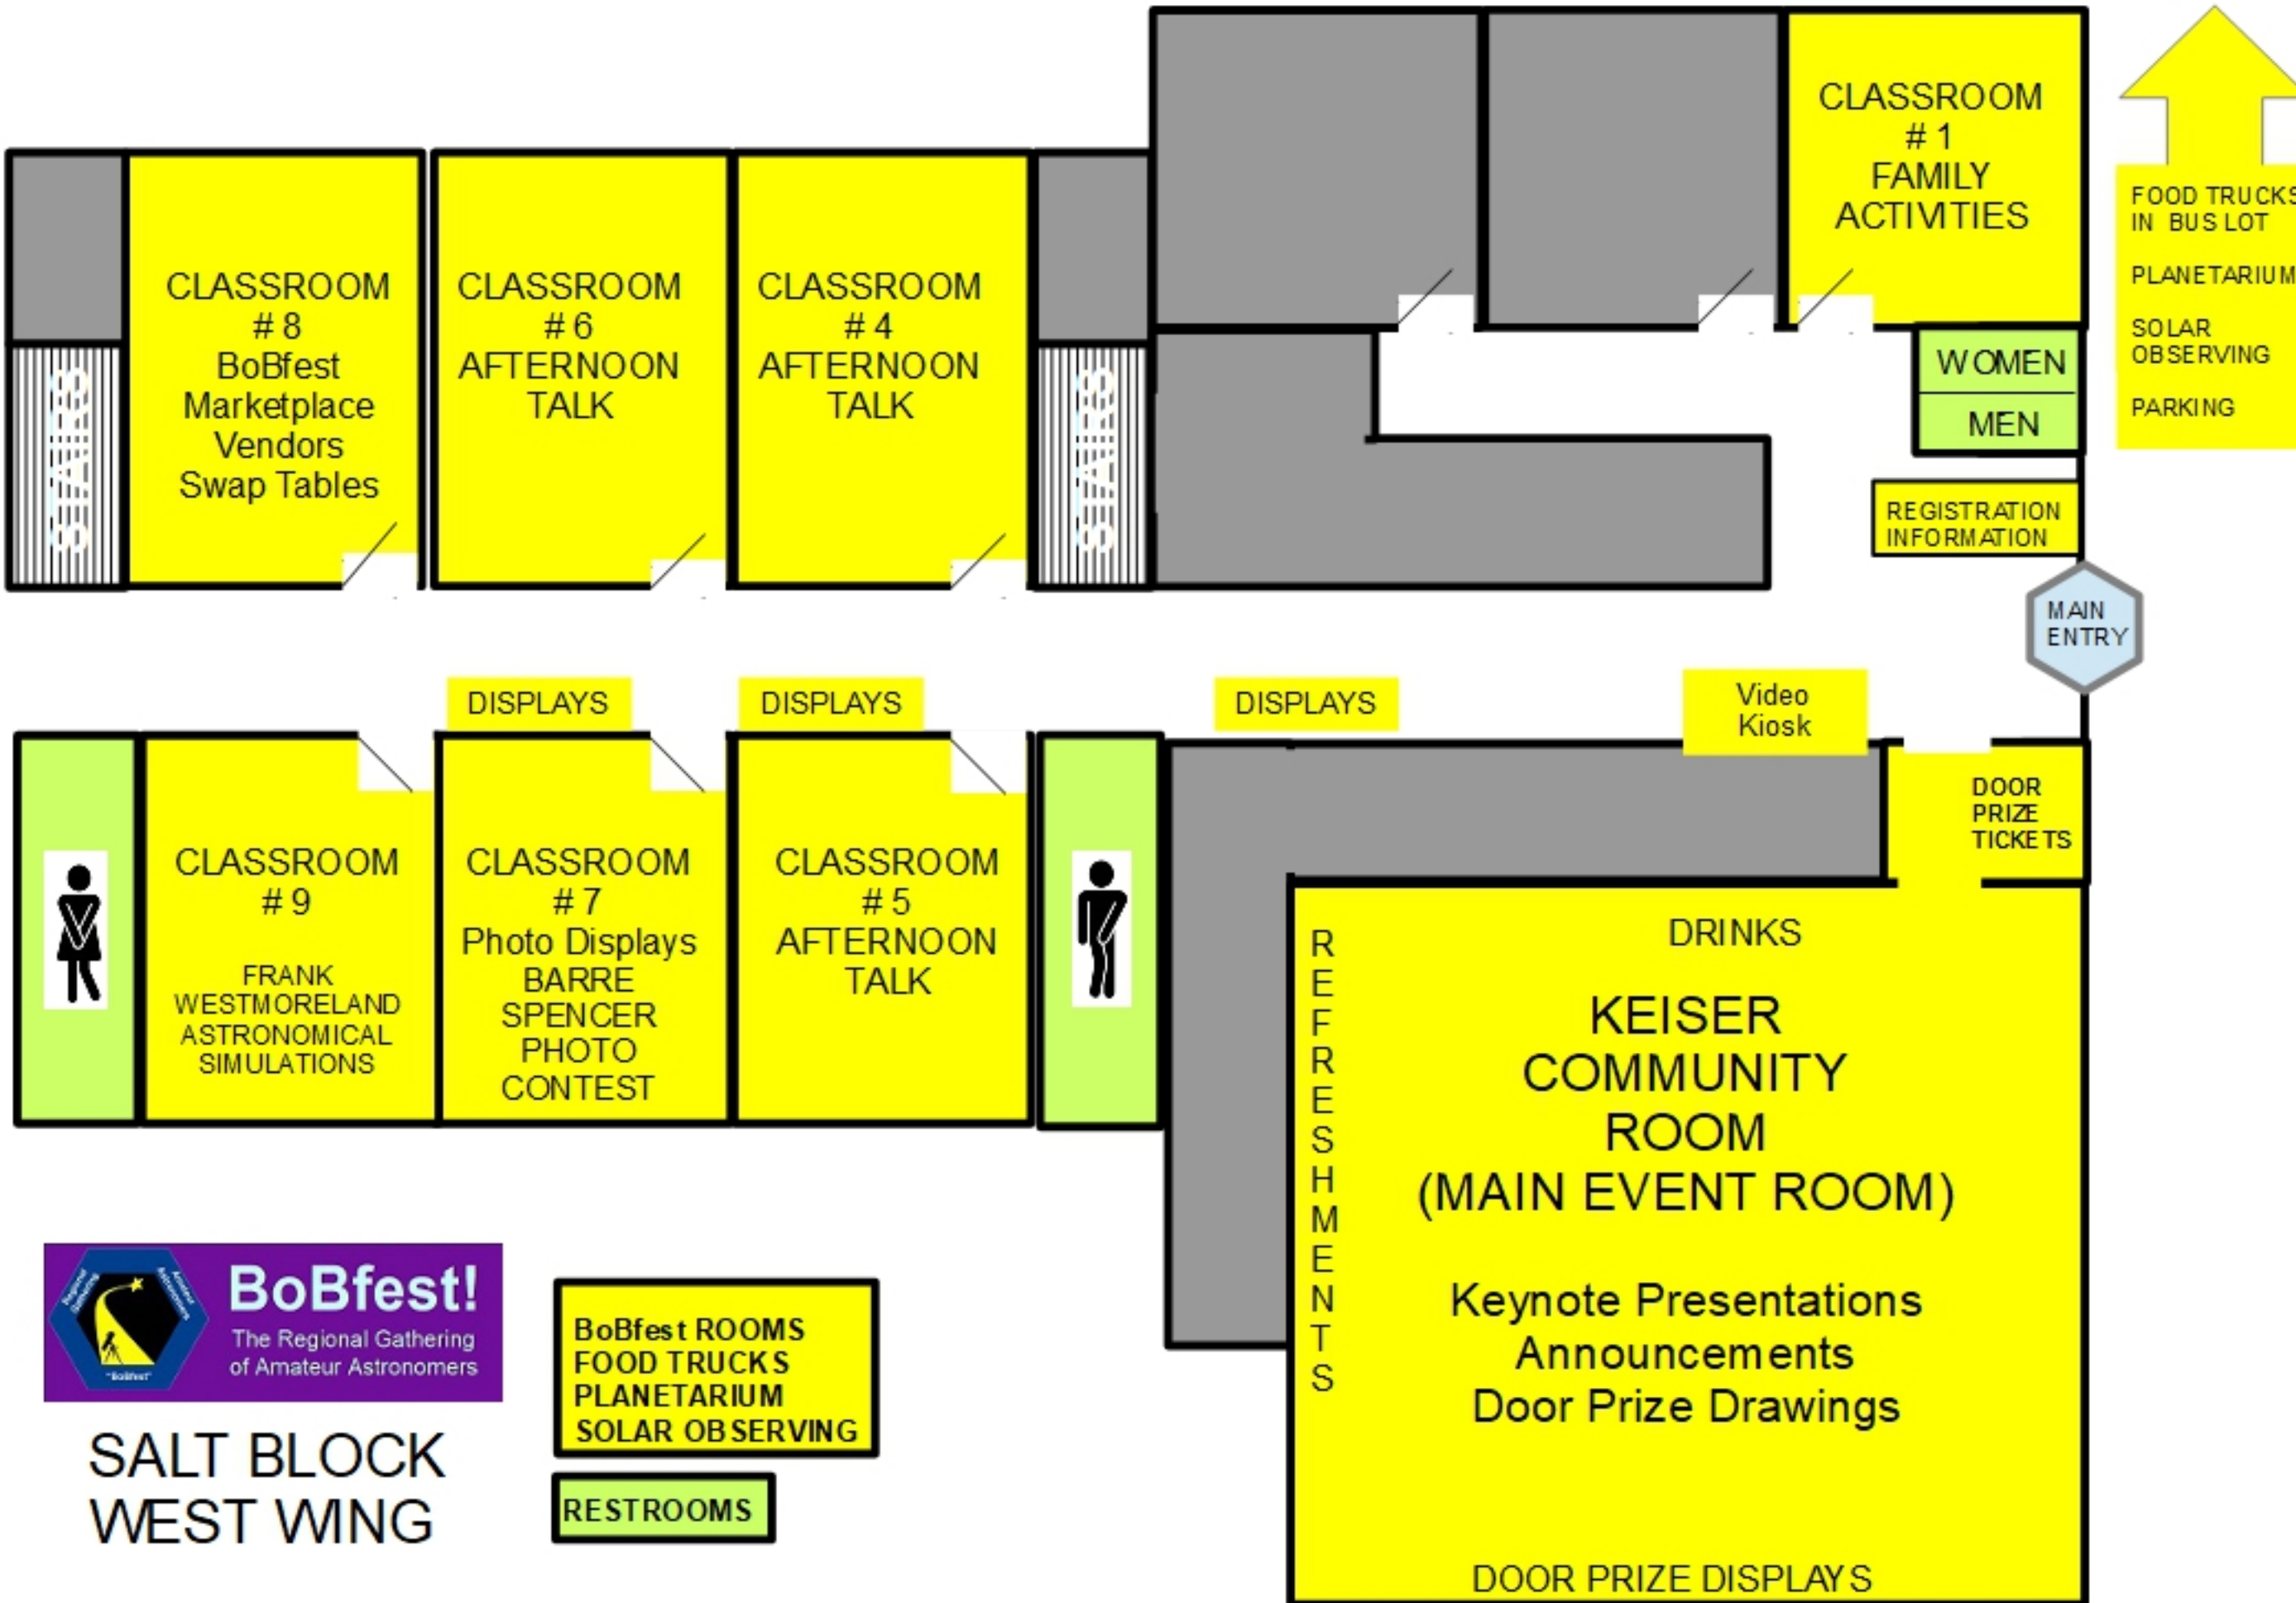 CLASSROOM
# 1
FAMILY
ACTIVITIES
FOOD TRUCKS
IN BUS LOT
PLANETARIUM
SOLAR
OBSERVING
PARKING
CLASSROOM
# 8
BoBfest
Marketplace
Vendors
Swap Tables
CLASSROOM
# 6
AFTERNOON
TALK
CLASSROOM
# 4
AFTERNOON
TALK
STAIRS
STAIRS
WOMEN
MEN
REGISTRATION
INFORMATION
MAIN
ENTRY
DISPLAYS
DISPLAYS
DISPLAYS
Video
Kiosk
DOOR
PRIZE
TICKETS
CLASSROOM
# 9
FRANK
WESTMORELAND
ASTRONOMICAL
SIMULATIONS
CLASSROOM
# 7
Photo Displays
BARRE
SPENCER
PHOTO
CONTEST
CLASSROOM
# 5
AFTERNOON
TALK
REFRESHMENTS
DRINKS
KEISER
COMMUNITY
ROOM
(MAIN EVENT ROOM)
Keynote Presentations
Announcements
Door Prize Drawings
DOOR PRIZE DISPLAYS
Regional
Gathering
Amateur
Astronomers
"BoBfest"
BoBfest!
The Regional Gathering
of Amateur Astronomers
SALT BLOCK
WEST WING
BoBfest ROOMS
FOOD TRUCKS
PLANETARIUM
SOLAR OBSERVING
RESTROOMS